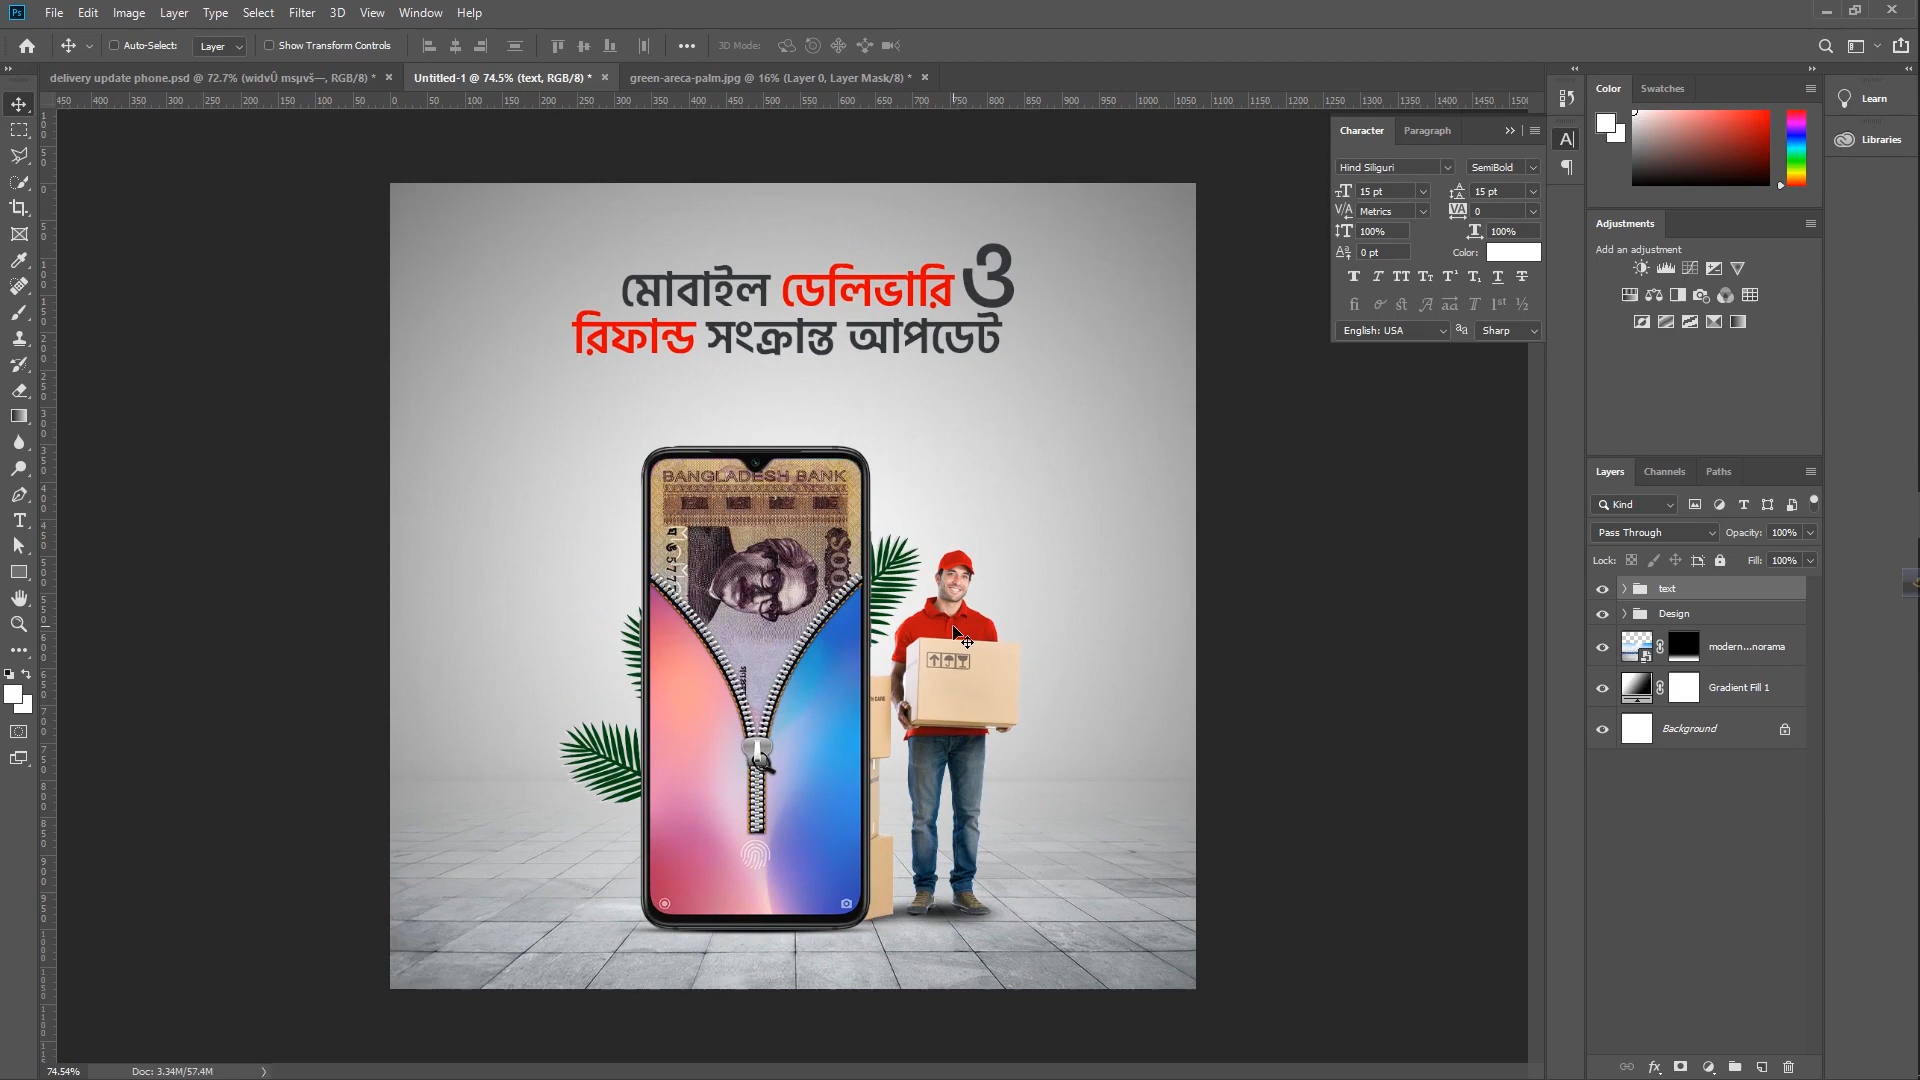 File Edit Image Layer Type Select Filter 3D View Window Help
Auto-Select: Layer Show Transform Controls 3D Mode:
delivery update phone.psd @ 72.7% (widvÛ msµvš—, RGB/8) *
Untitled-1 @ 74.5% (text, RGB/8) *
green-areca-palm.jpg @ 16% (Layer 0, Layer Mask/8) *
মোবাইল ডেলিভারি ও
রিফান্ড সংক্রান্ত আপডেট
BANGLADESH BANK
Character Paragraph
Hind Siliguri SemiBold
15 pt 15 pt
Metrics 0
100% 100%
0 pt Color:
English: USA Sharp
Color Swatches
Learn
Libraries
Adjustments
Add an adjustment
Layers Channels Paths
Kind
Pass Through Opacity: 100%
Lock: Fill: 100%
text
Design
modern...norama
Gradient Fill 1
Background
74.54% Doc: 3.34M/57.4M